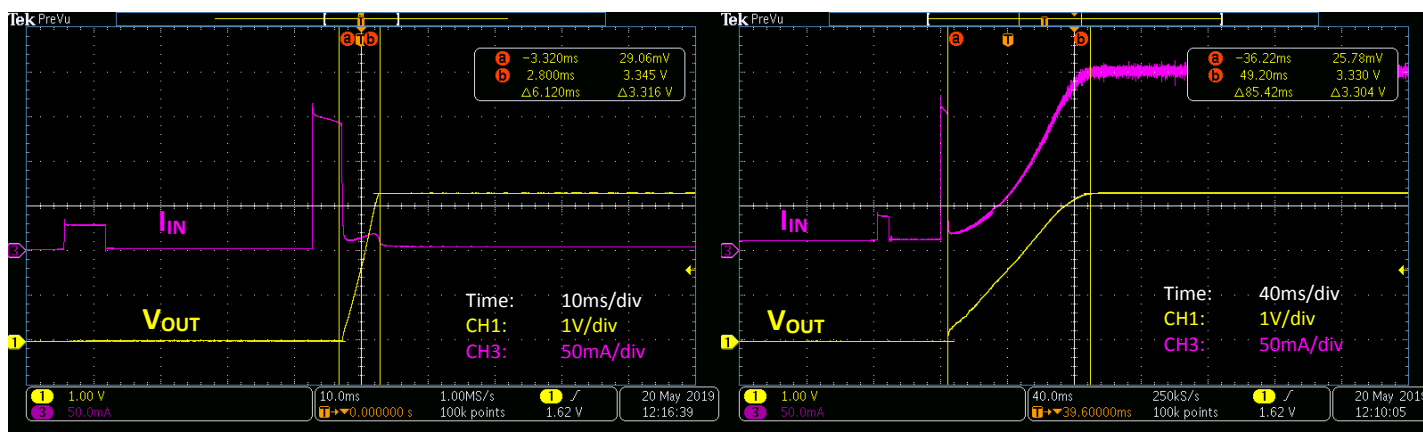 Tek PreVu
T
a T b
a -3.320ms 29.06mV
b 2.800ms 3.345 V
Δ6.120ms Δ3.316 V
IIN
3
Time: 10ms/div
VOUT
CH1: 1V/div
1
CH3: 50mA/div
1 1.00 V
3 50.0mA
10.0ms 1.00MS/s
T→▼0.000000 s 100k points
1 1.62 V
20 May 2019
12:16:39
Tek PreVu
T
a T b
a -36.22ms 25.78mV
b 49.20ms 3.330 V
Δ85.42ms Δ3.304 V
IIN
3
Time: 40ms/div
VOUT
CH1: 1V/div
1
CH3: 50mA/div
1 1.00 V
3 50.0mA
40.0ms 250kS/s
T→▼39.60000ms 100k points
1 1.62 V
20 May 2019
12:10:05